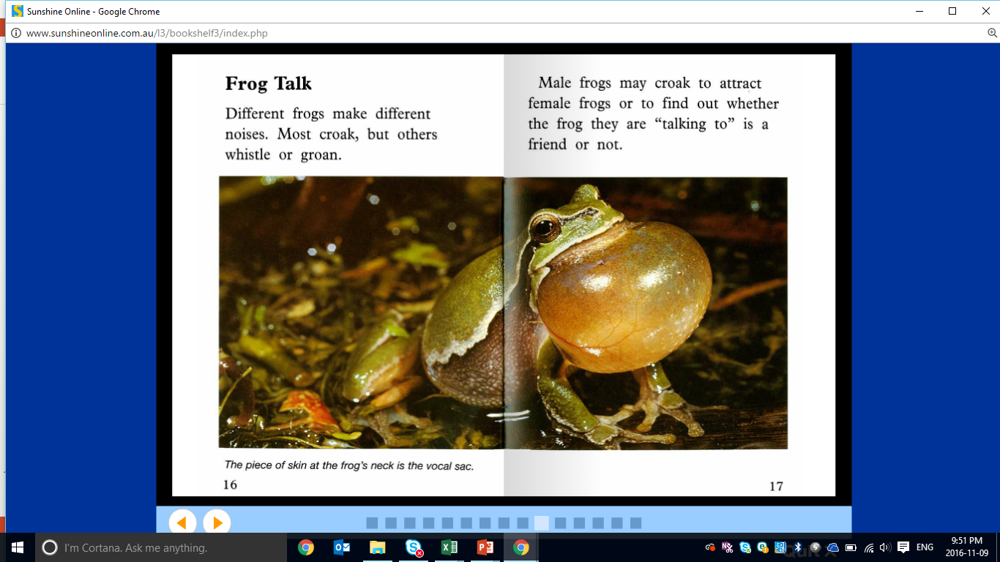 Sunshine Online - Google Chrome
www.sunshineonline.com.au/l3/bookshelf3/index.php
Frog Talk
Different frogs make different
noises. Most croak, but others
whistle or groan.
The piece of skin at the frog's neck is the vocal sac.
16
Male frogs may croak to attract
female frogs or to find out whether
the frog they are “talking to” is a
friend or not.
17
I'm Cortana. Ask me anything.
ENG
9:51 PM
2016-11-09